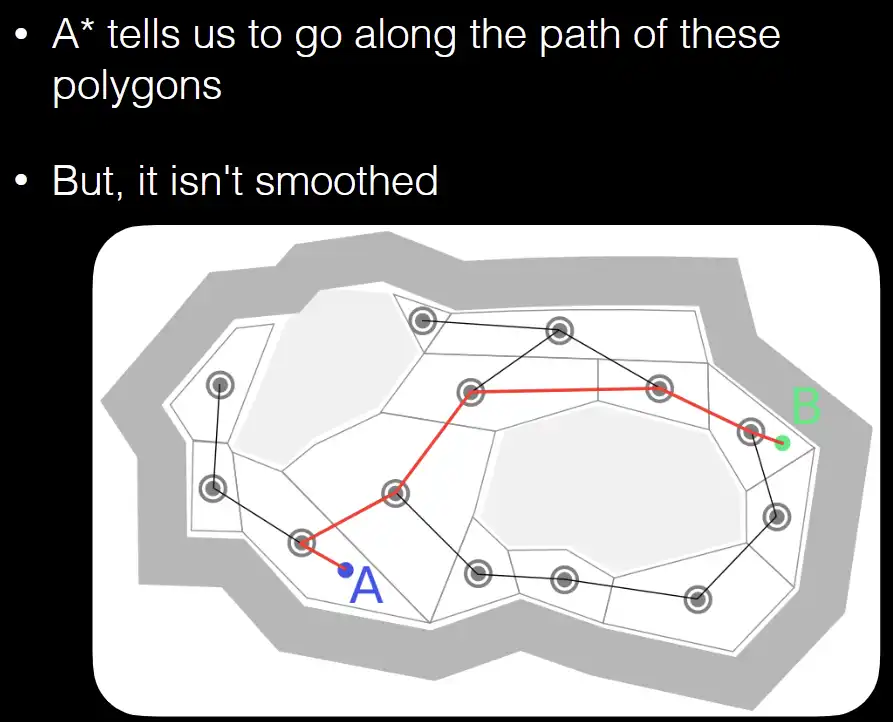 • A* tells us to go along the path of these
polygons
• But, it isn't smoothed
B
A